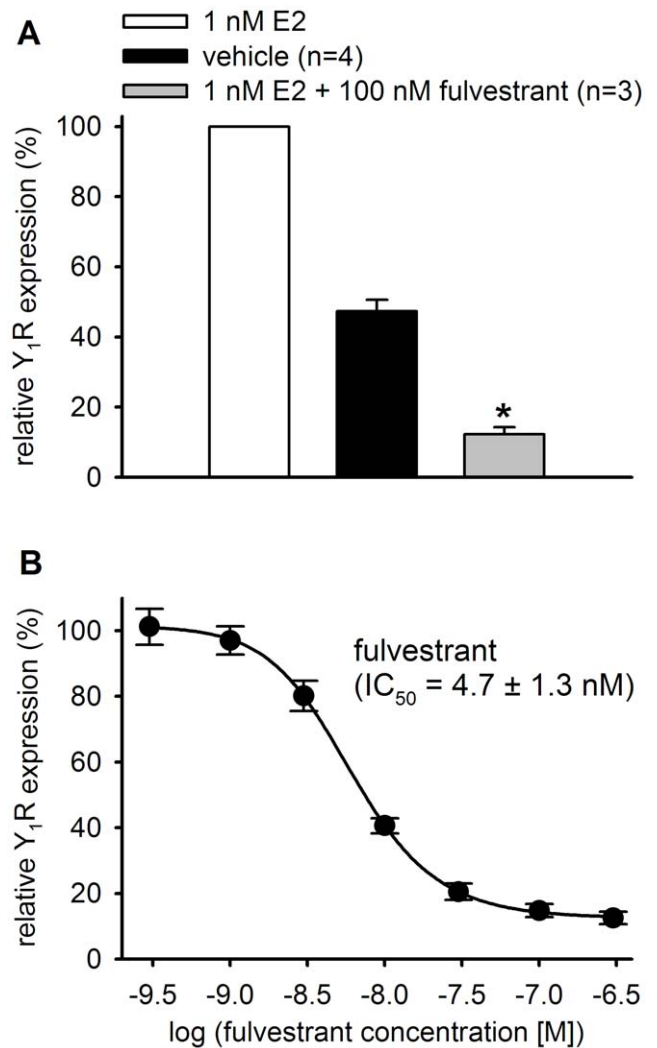 A
1 nM E2
vehicle (n=4)
1 nM E2 + 100 nM fulvestrant (n=3)
relative Y₁R expression (%)
100
80
60
40
20
0
*
B
relative Y₁R expression (%)
100
80
60
40
20
0
fulvestrant
(IC₅₀ = 4.7 ± 1.3 nM)
-9.5 -9.0 -8.5 -8.0 -7.5 -7.0 -6.5
log (fulvestrant concentration [M])